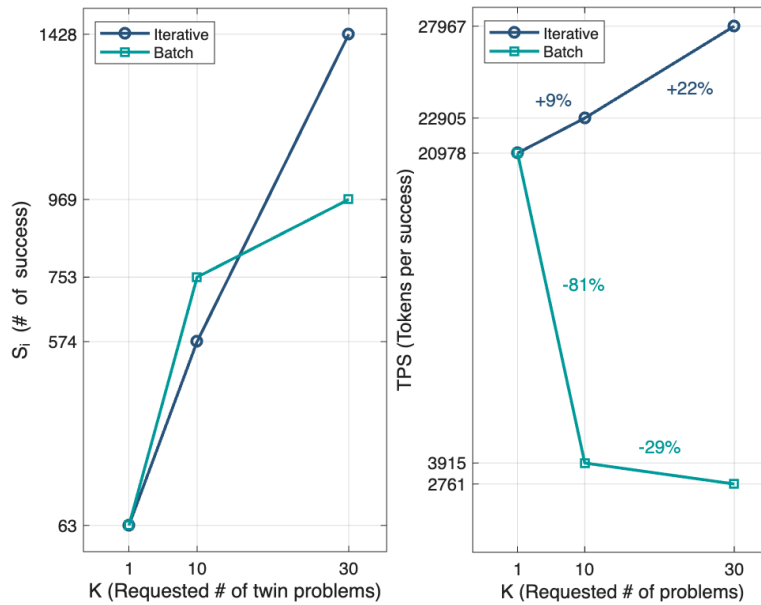 1428
969
753
574
63
Iterative
Batch
S_i (# of success)
1 10 30
K (Requested # of twin problems)
27967
22905
20978
3915
2761
Iterative
Batch
+9%
+22%
-81%
-29%
TPS (Tokens per success)
1 10 30
K (Requested # of problems)